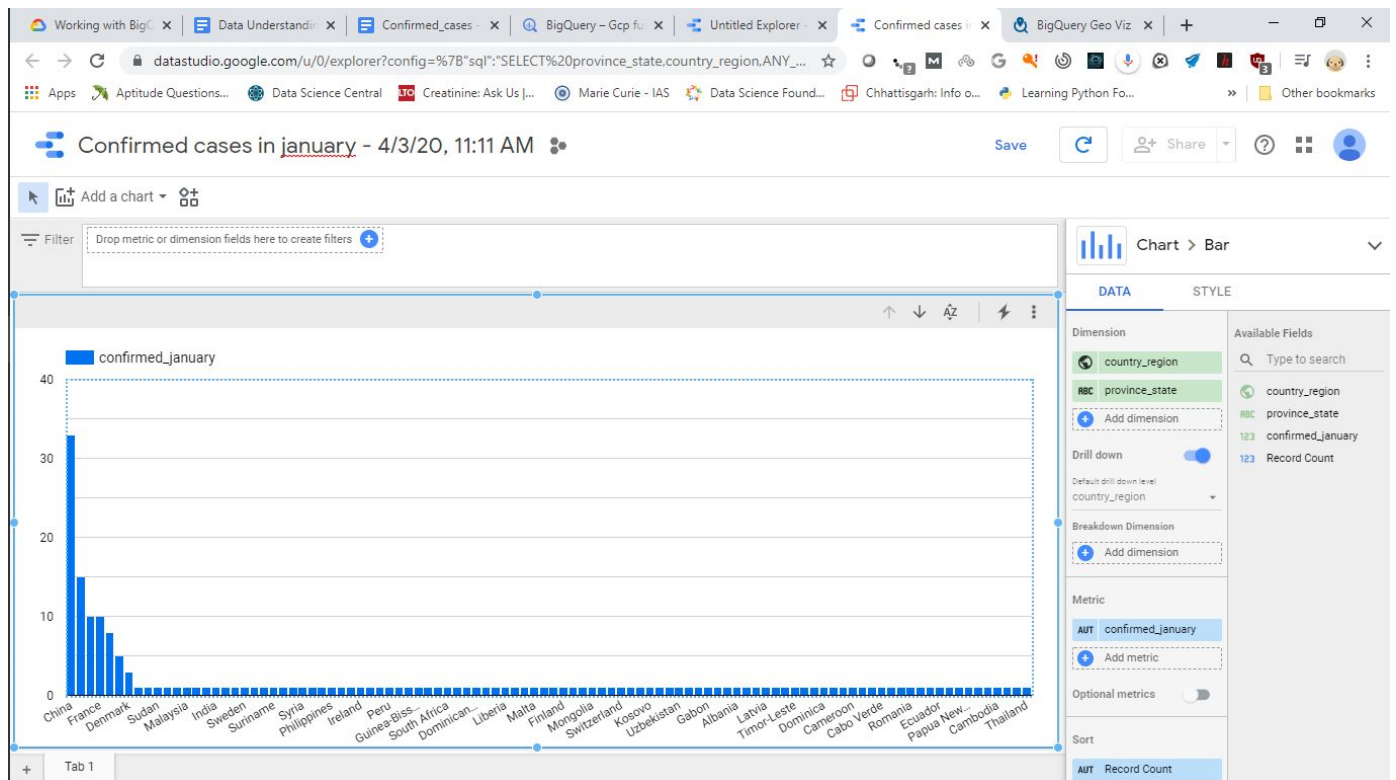 Working with BigQ
Data Understandin
Confirmed_cases -
BigQuery – Gcp fu
Untitled Explorer -
Confirmed cases in
BigQuery Geo Viz
datastudio.google.com/u/0/explorer?config=%7B"sql":"SELECT%20province_state,country_region,ANY_...
Apps
Aptitude Questions...
Data Science Central
LTO
Creatinine: Ask Us |...
Marie Curie - IAS
Data Science Found...
Chhattisgarh: Info o...
Learning Python Fo...
»
Other bookmarks
Confirmed cases in january - 4/3/20, 11:11 AM
Save
Share
Add a chart
Filter
Drop metric or dimension fields here to create filters
confirmed_january
40
30
20
10
0
China
France
Denmark
Sudan
Malaysia
India
Sweden
Suriname
Syria
Philippines
Ireland
Peru
Guinea-Biss...
South Africa
Dominican...
Liberia
Malta
Finland
Mongolia
Switzerland
Kosovo
Uzbekistan
Gabon
Albania
Latvia
Timor-Leste
Dominica
Cameroon
Cabo Verde
Romania
Ecuador
Papua New...
Cambodia
Thailand
Tab 1
Chart > Bar
DATA
STYLE
Dimension
country_region
ABC province_state
Add dimension
Drill down
Default drill down level
country_region
Breakdown Dimension
Add dimension
Metric
AUT confirmed_january
Add metric
Optional metrics
Sort
AUT Record Count
Available Fields
Type to search
country_region
ABC province_state
123 confirmed_january
123 Record Count